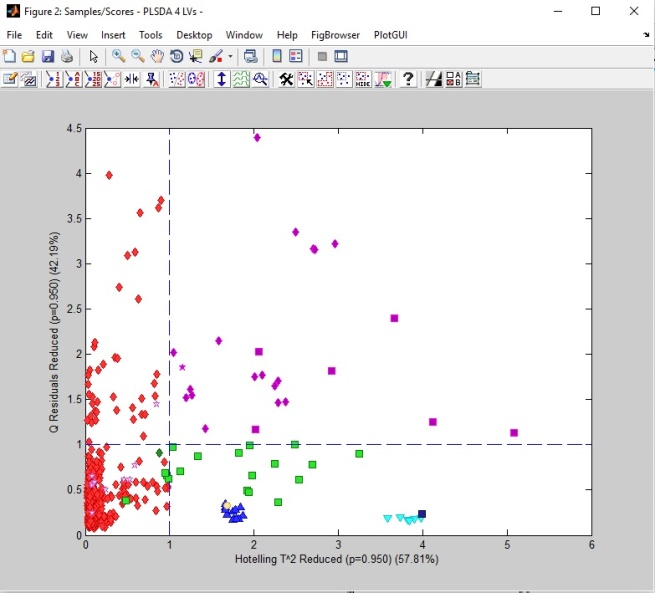 Figure 2: Samples/Scores - PLSDA 4 LVs -
File Edit View Insert Tools Desktop Window Help FigBrowser PlotGUI
4.5
4
3.5
3
2.5
2
1.5
1
0.5
0
Q Residuals Reduced (p=0.950) (42.19%)
0 1 2 3 4 5 6
Hotelling T^2 Reduced (p=0.950) (57.81%)